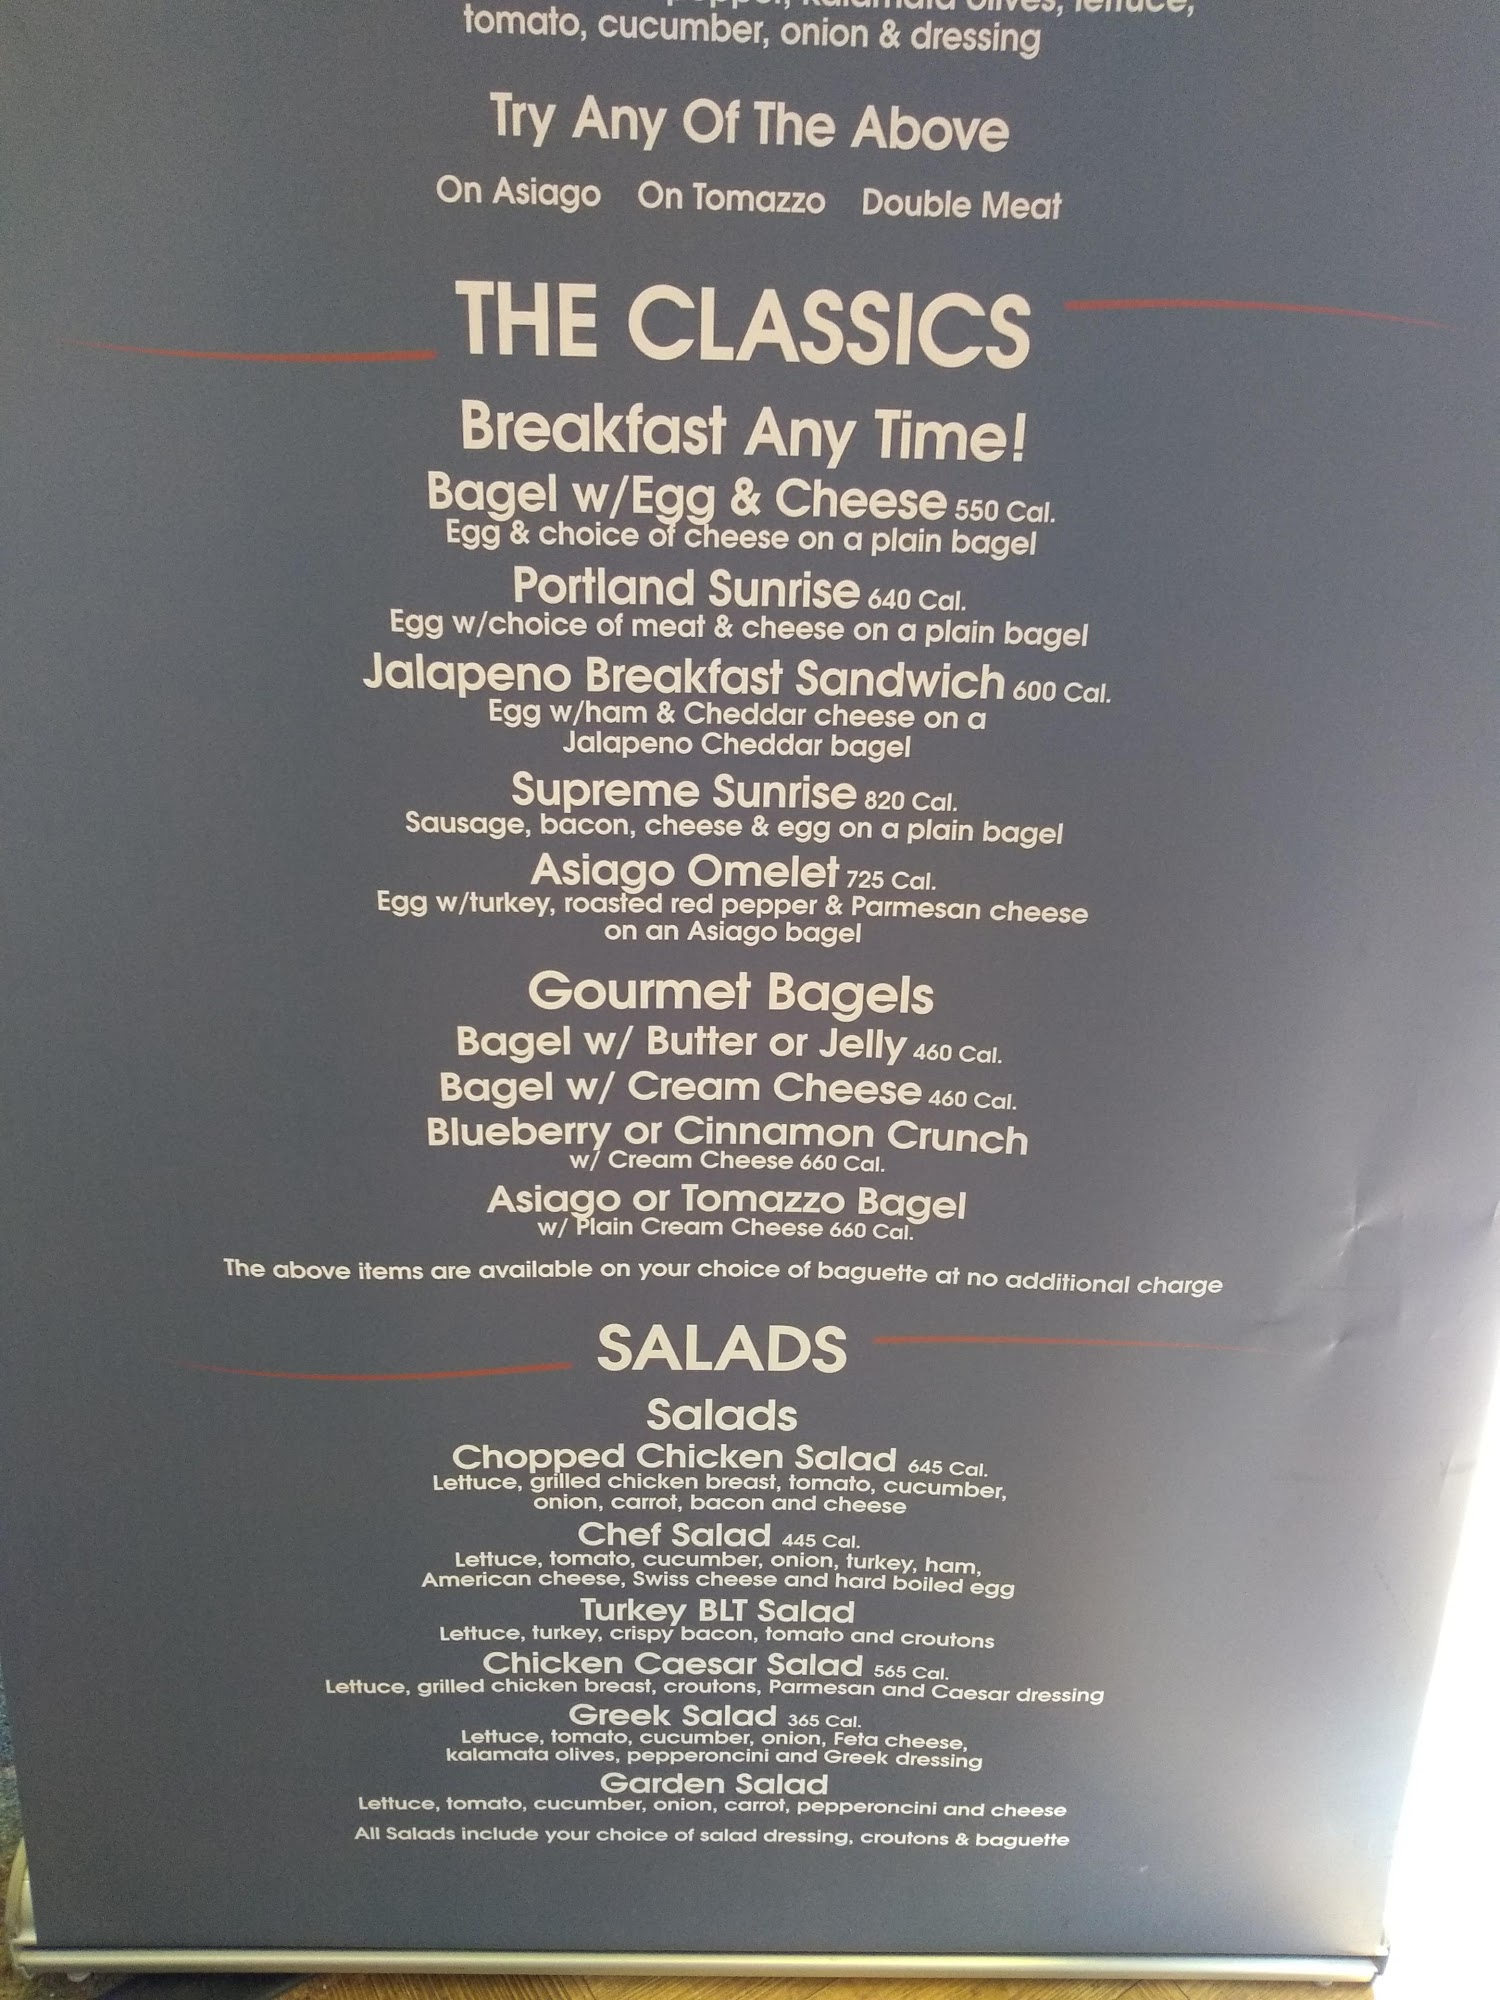 pepper, kalamata olives, lettuce,
tomato, cucumber, onion & dressing
Try Any Of The Above
On Asiago On Tomazzo Double Meat
THE CLASSICS
Breakfast Any Time!
Bagel w/Egg & Cheese 550 Cal.
Egg & choice of cheese on a plain bagel
Portland Sunrise 640 Cal.
Egg w/choice of meat & cheese on a plain bagel
Jalapeno Breakfast Sandwich 600 Cal.
Egg w/ham & Cheddar cheese on a
Jalapeno Cheddar bagel
Supreme Sunrise 820 Cal.
Sausage, bacon, cheese & egg on a plain bagel
Asiago Omelet 725 Cal.
Egg w/turkey, roasted red pepper & Parmesan cheese
on an Asiago bagel
Gourmet Bagels
Bagel w/ Butter or Jelly 460 Cal.
Bagel w/ Cream Cheese 460 Cal.
Blueberry or Cinnamon Crunch
w/ Cream Cheese 660 Cal.
Asiago or Tomazzo Bagel
w/ Plain Cream Cheese 660 Cal.
The above items are available on your choice of baguette at no additional charge
SALADS
Salads
Chopped Chicken Salad 645 Cal.
Lettuce, grilled chicken breast, tomato, cucumber,
onion, carrot, bacon and cheese
Chef Salad 445 Cal.
Lettuce, tomato, cucumber, onion, turkey, ham,
American cheese, Swiss cheese and hard boiled egg
Turkey BLT Salad
Lettuce, turkey, crispy bacon, tomato and croutons
Chicken Caesar Salad 565 Cal.
Lettuce, grilled chicken breast, croutons, Parmesan and Caesar dressing
Greek Salad 365 Cal.
Lettuce, tomato, cucumber, onion, Feta cheese,
kalamata olives, pepperoncini and Greek dressing
Garden Salad
Lettuce, tomato, cucumber, onion, carrot, pepperoncini and cheese
All Salads include your choice of salad dressing, croutons & baguette